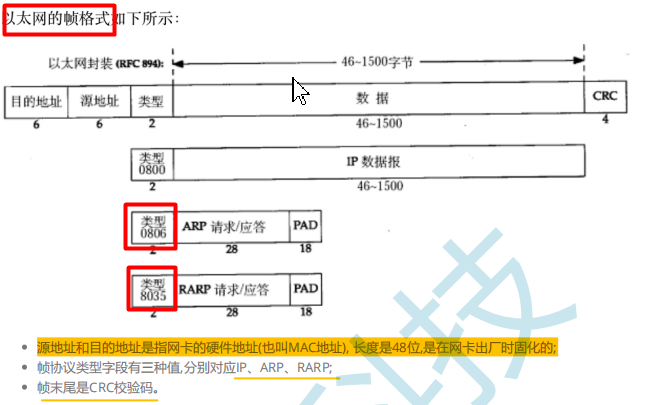 以太网的帧格式如下所示：
以太网封装 (RFC 894):
46~1500字节
目的地址 源地址 类型 数 据 CRC
6 6 2 46~1500 4
类型 IP 数据报
0800
2 46~1500
类型 ARP 请求/应答 PAD
0806
2 28 18
类型 RARP 请求/应答 PAD
8035
2 28 18
• 源地址和目的地址是指网卡的硬件地址(也叫MAC地址), 长度是48位,是在网卡出厂时固化的;
• 帧协议类型字段有三种值,分别对应IP、ARP、RARP;
• 帧末尾是CRC校验码。
科技